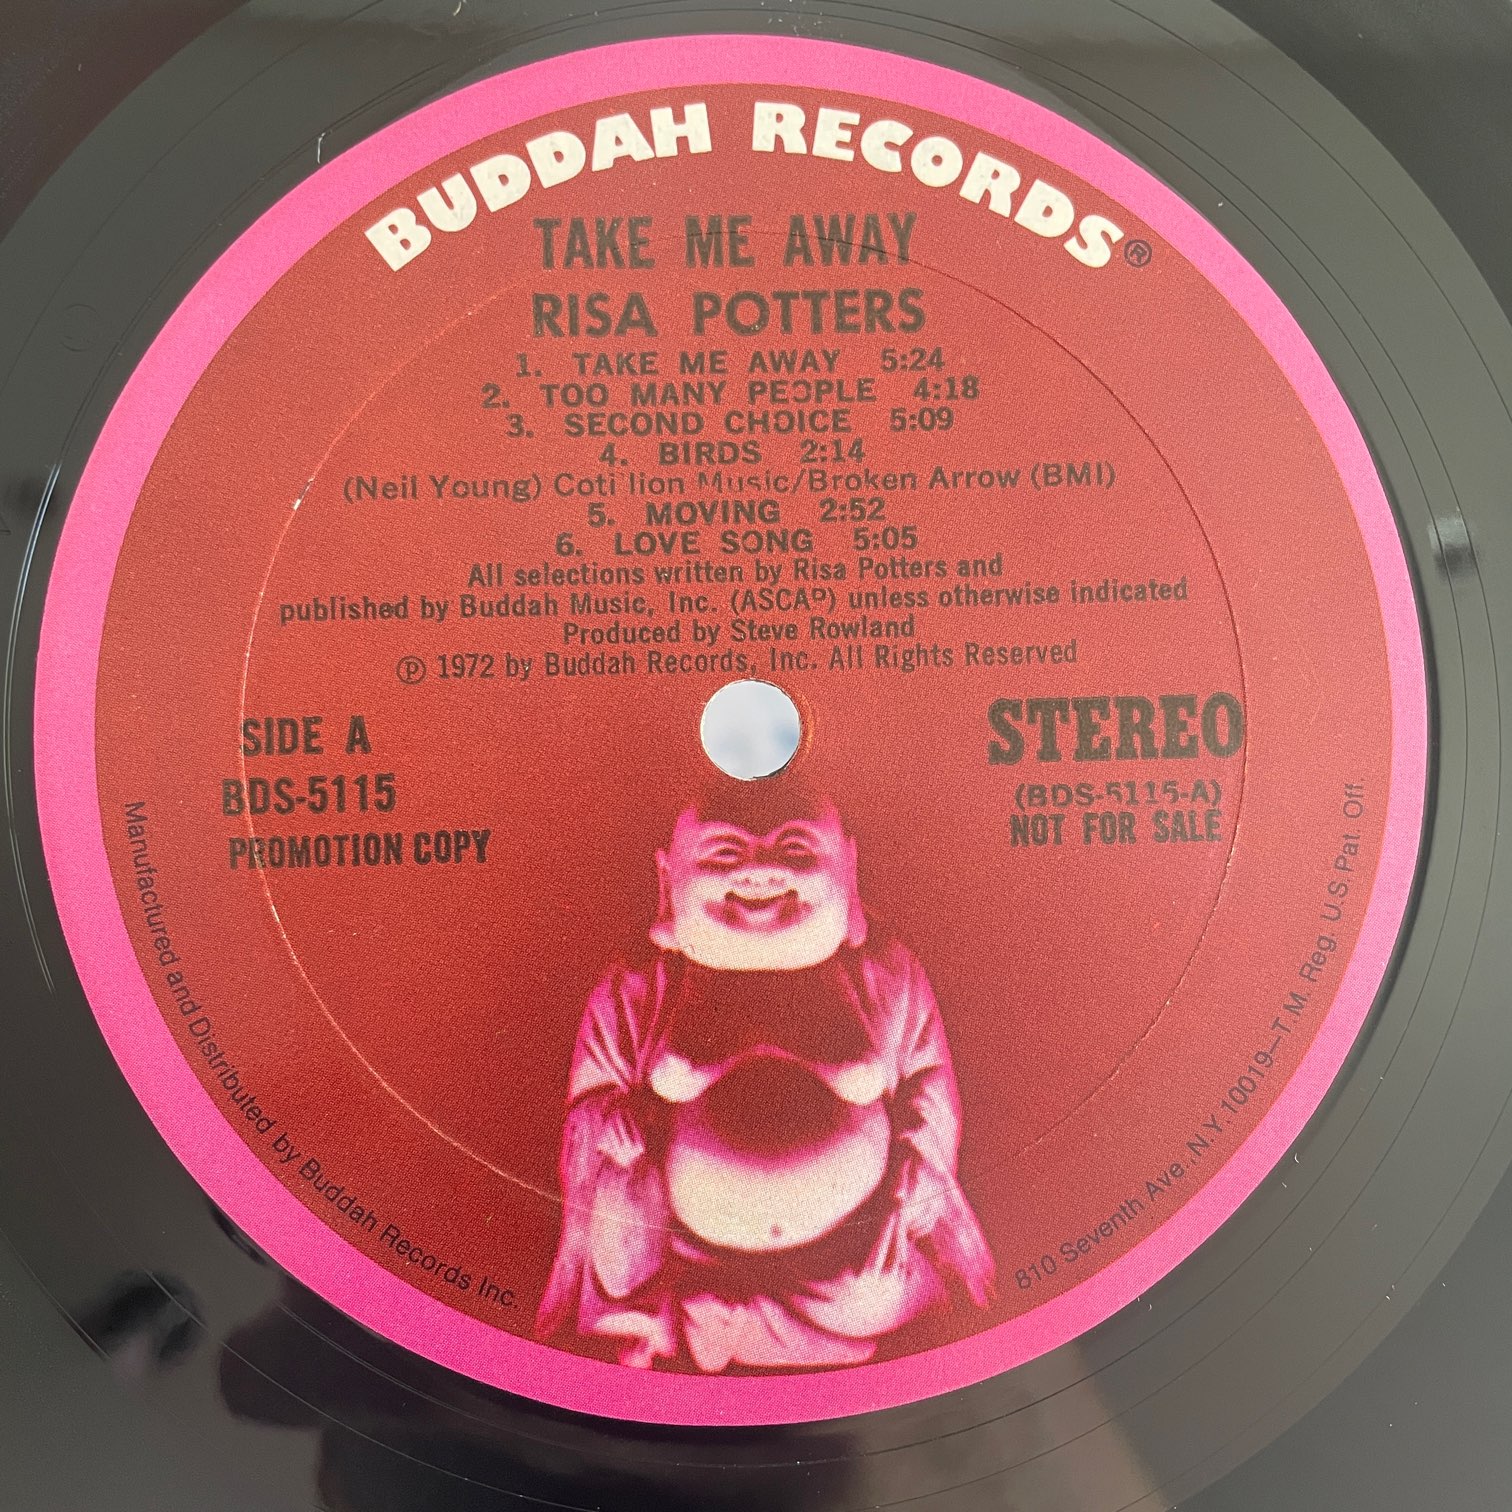 BUDDAH RECORDS®
TAKE ME AWAY
RISA POTTERS
1. TAKE ME AWAY 5:24
2. TOO MANY PEOPLE 4:18
3. SECOND CHOICE 5:09
4. BIRDS 2:14
(Neil Young) Cotillion Music/Broken Arrow (BMI)
5. MOVING 2:52
6. LOVE SONG 5:05
All selections written by Risa Potters and
published by Buddah Music, Inc. (ASCAP) unless otherwise indicated
Produced by Steve Rowland
℗ 1972 by Buddah Records, Inc. All Rights Reserved
SIDE A
BDS-5115
PROMOTION COPY
STEREO
(BDS-5115-A)
NOT FOR SALE
Manufactured and Distributed by Buddah Records Inc.
810 Seventh Ave., N.Y. 10019—T.M. Reg. U.S. Pat. Off.